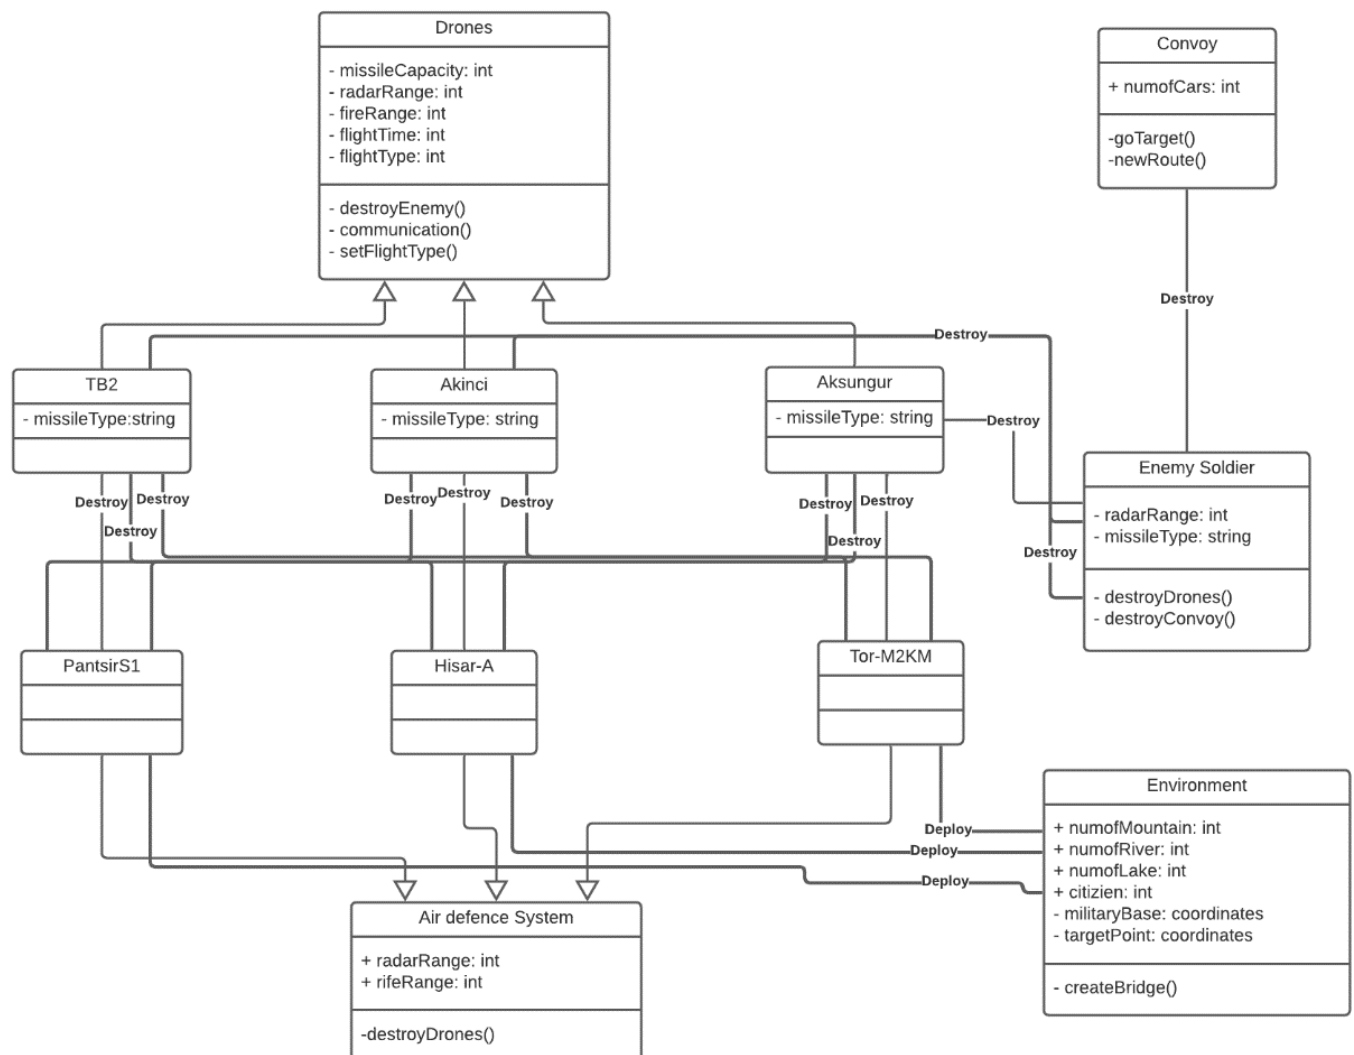 Drones
- missileCapacity: int
- radarRange: int
- fireRange: int
- flightTime: int
- flightType: int
- destroyEnemy()
- communication()
- setFlightType()
Convoy
+ numofCars: int
-goTarget()
-newRoute()
Destroy
Destroy
TB2
- missileType:string
Akinci
- missileType: string
Aksungur
- missileType: string
Destroy
Enemy Soldier
- radarRange: int
- missileType: string
- destroyDrones()
- destroyConvoy()
Destroy
Destroy
Destroy
Destroy
Destroy
Destroy
Destroy
Destroy
Destroy
Destroy
PantsirS1
Hisar-A
Tor-M2KM
Environment
+ numofMountain: int
+ numofRiver: int
+ numofLake: int
+ citizien: int
- militaryBase: coordinates
- targetPoint: coordinates
- createBridge()
Deploy
Deploy
Deploy
Air defence System
+ radarRange: int
+ rifeRange: int
-destroyDrones()